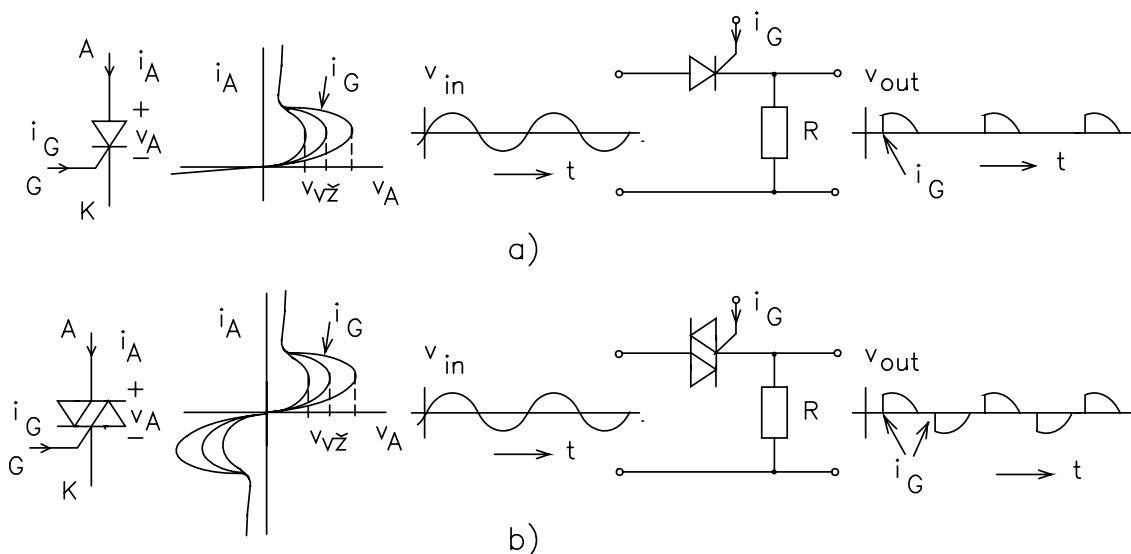 A
i_A
+
v_A
−
i_G
G
K
i_A
i_G
v_vž
v_A
v_in
t
i_G
R
v_out
i_G
t
a)
A
i_A
+
v_A
−
i_G
G
K
i_A
i_G
v_vž
v_A
v_in
t
i_G
R
v_out
i_G
t
b)